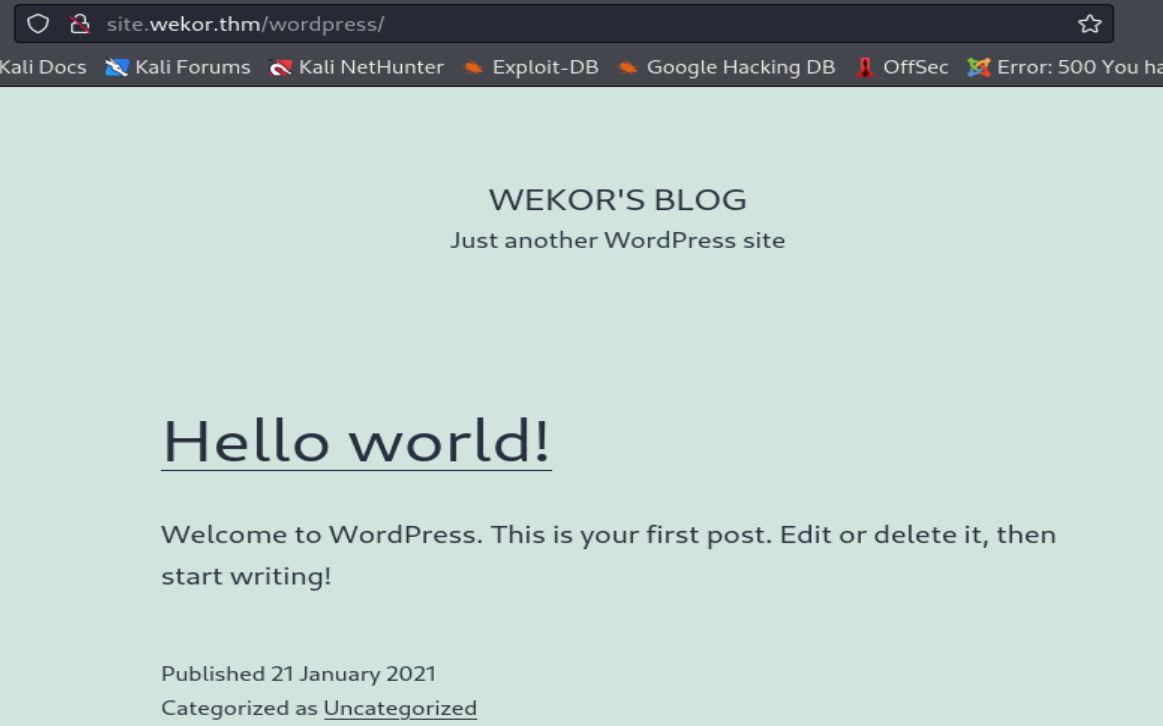 site.wekor.thm/wordpress/
Kali Docs Kali Forums Kali NetHunter Exploit-DB Google Hacking DB OffSec Error: 500 You ha
WEKOR'S BLOG
Just another WordPress site
Hello world!
Welcome to WordPress. This is your first post. Edit or delete it, then
start writing!
Published 21 January 2021
Categorized as Uncategorized